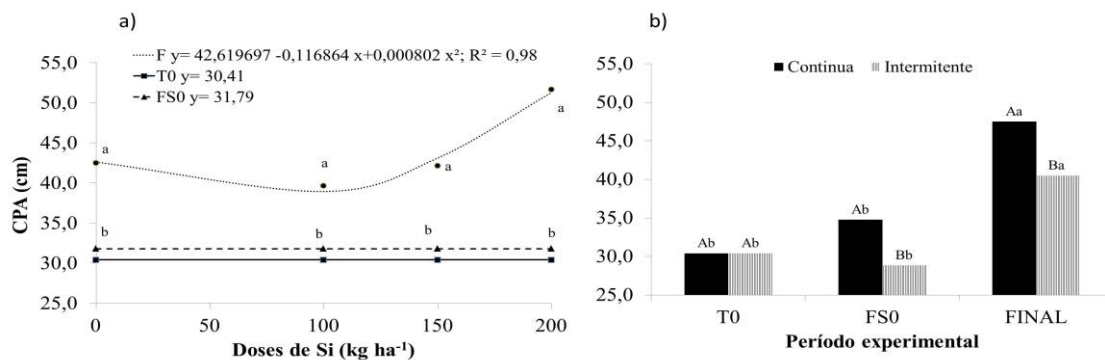 a)
F y= 42,619697 -0,116864 x+0,000802 x²; R² = 0,98
T0 y= 30,41
FS0 y= 31,79
CPA (cm)
55,0
50,0
45,0
40,0
35,0
30,0
25,0
a
a
a
a
b
b
b
b
0
50
100
150
200
Doses de Si (kg ha⁻¹)
b)
Continua
Intermitente
55,0
50,0
45,0
40,0
35,0
30,0
25,0
Ab
Ab
Ab
Bb
Aa
Ba
T0
FS0
FINAL
Período experimental